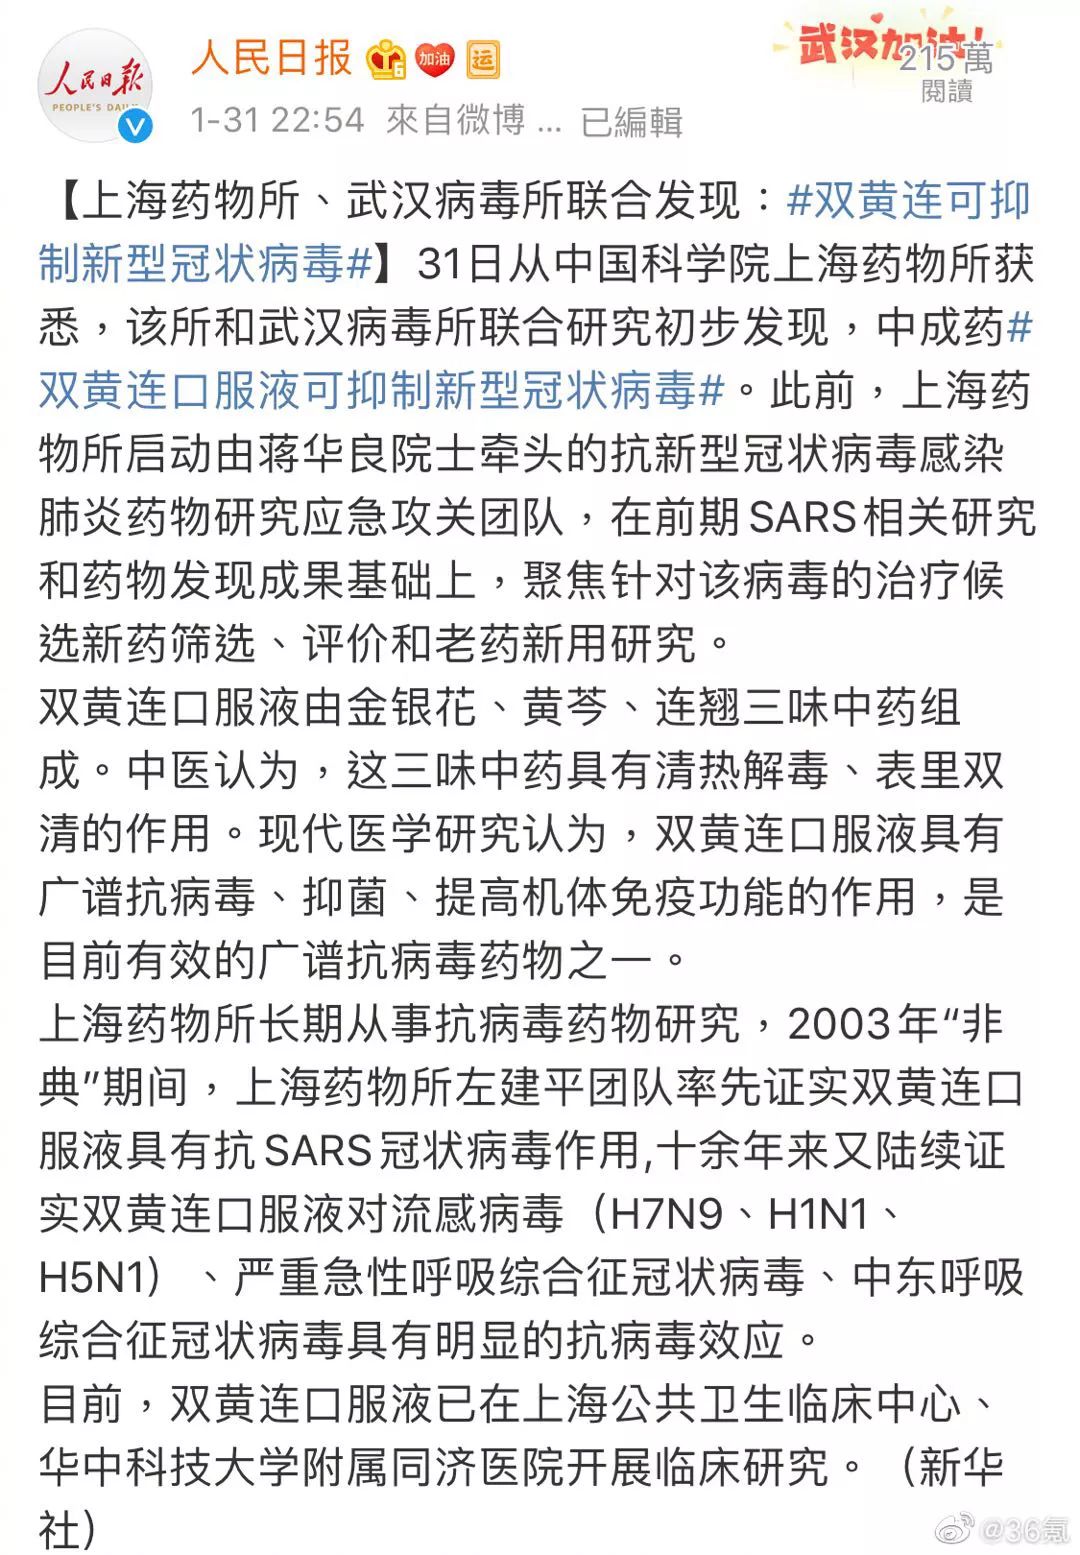 人民日报
PEOPLE'S DAILY
人民日报 6 加油 运
武汉加油!
215萬
閱讀
1-31 22:54 來自微博 ... 已編輯
【上海药物所、武汉病毒所联合发现：#双黄连可抑
制新型冠状病毒#】31日从中国科学院上海药物所获
悉，该所和武汉病毒所联合研究初步发现，中成药#
双黄连口服液可抑制新型冠状病毒#。此前，上海药
物所启动由蒋华良院士牵头的抗新型冠状病毒感染
肺炎药物研究应急攻关团队，在前期SARS相关研究
和药物发现成果基础上，聚焦针对该病毒的治疗候
选新药筛选、评价和老药新用研究。
双黄连口服液由金银花、黄芩、连翘三味中药组
成。中医认为，这三味中药具有清热解毒、表里双
清的作用。现代医学研究认为，双黄连口服液具有
广谱抗病毒、抑菌、提高机体免疫功能的作用，是
目前有效的广谱抗病毒药物之一。
上海药物所长期从事抗病毒药物研究，2003年“非
典”期间，上海药物所左建平团队率先证实双黄连口
服液具有抗SARS冠状病毒作用,十余年来又陆续证
实双黄连口服液对流感病毒（H7N9、H1N1、
H5N1）、严重急性呼吸综合征冠状病毒、中东呼吸
综合征冠状病毒具有明显的抗病毒效应。
目前，双黄连口服液已在上海公共卫生临床中心、
华中科技大学附属同济医院开展临床研究。（新华
社）
@36氪